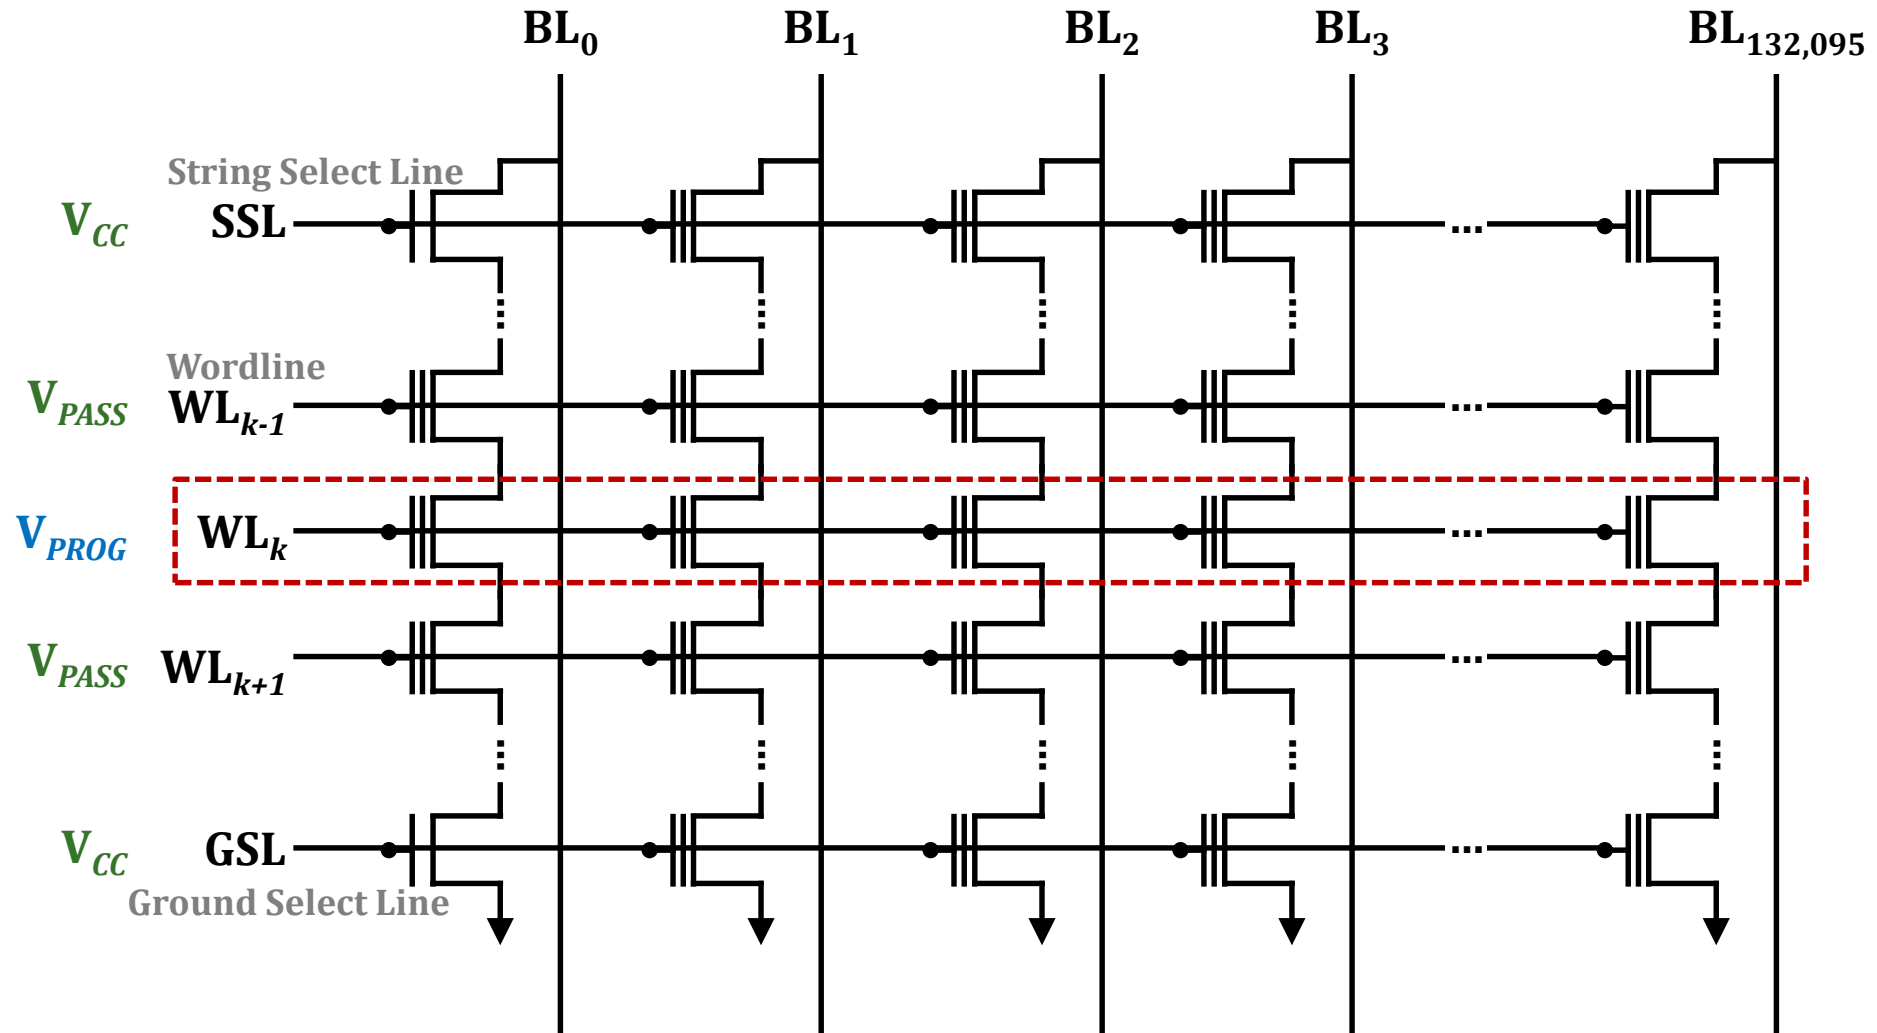 BL0 BL1 BL2 BL3 BL132,095
String Select Line
VCC SSL ...
Wordline
VPASS WLk-1 ...
VPROG WLk ...
VPASS WLk+1 ...
VCC GSL ...
Ground Select Line